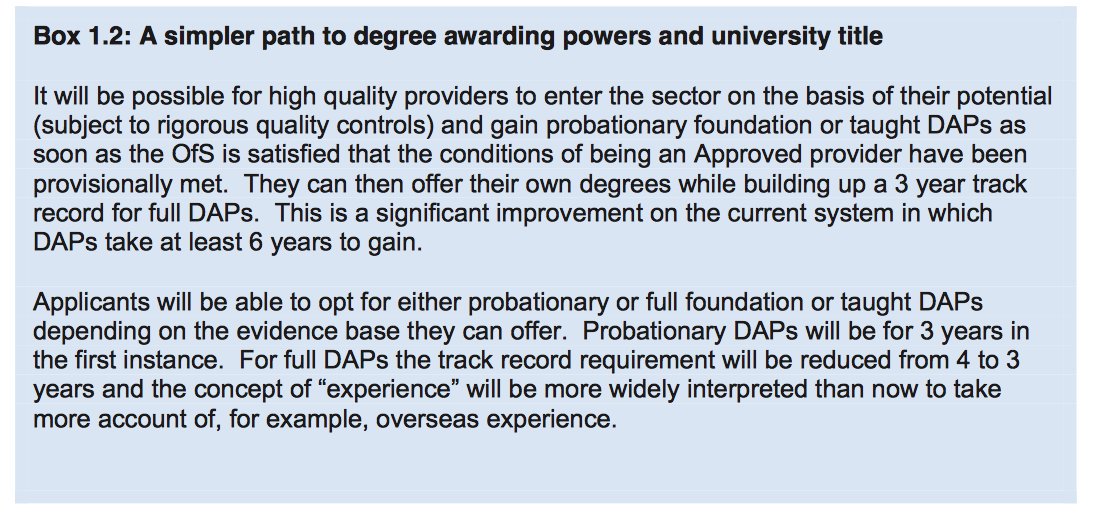 Box 1.2: A simpler path to degree awarding powers and university title
It will be possible for high quality providers to enter the sector on the basis of their potential
(subject to rigorous quality controls) and gain probationary foundation or taught DAPs as
soon as the OfS is satisfied that the conditions of being an Approved provider have been
provisionally met.  They can then offer their own degrees while building up a 3 year track
record for full DAPs.  This is a significant improvement on the current system in which
DAPs take at least 6 years to gain.
Applicants will be able to opt for either probationary or full foundation or taught DAPs
depending on the evidence base they can offer.  Probationary DAPs will be for 3 years in
the first instance.  For full DAPs the track record requirement will be reduced from 4 to 3
years and the concept of “experience” will be more widely interpreted than now to take
more account of, for example, overseas experience.